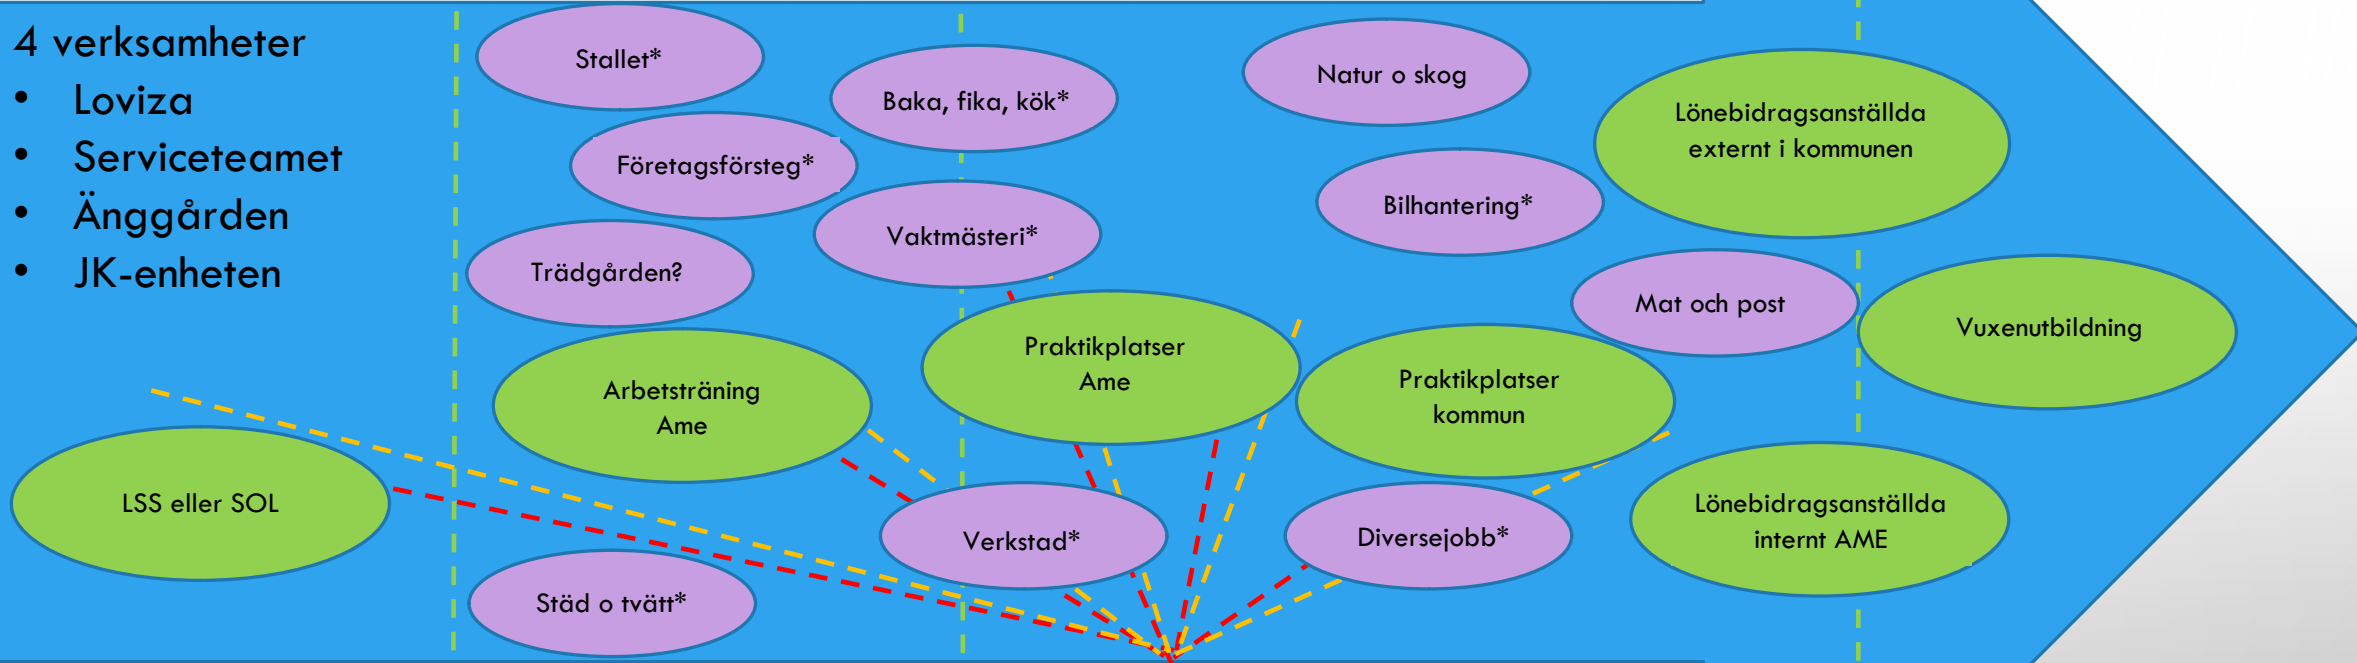 4 verksamheter
• Loviza
• Serviceteamet
• Änggården
• JK-enheten
Stallet*
Baka, fika, kök*
Natur o skog
Lönebidragsanställda
externt i kommunen
Företagsförsteg*
Bilhantering*
Vaktmästeri*
Trädgården?
Mat och post
Vuxenutbildning
Praktikplatser
Ame
Praktikplatser
kommun
Arbetsträning
Ame
LSS eller SOL
Verkstad*
Diversejobb*
Lönebidragsanställda
internt AME
Städ o tvätt*